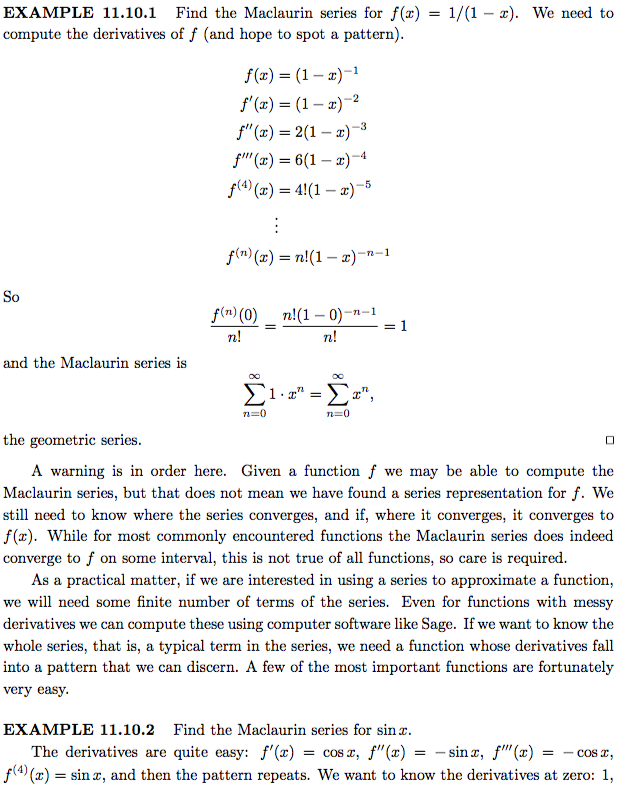 EXAMPLE 11.10.1 Find the Maclaurin series for f(x) = 1/(1 − x). We need to
compute the derivatives of f (and hope to spot a pattern).
f(x) = (1 − x)^{−1}
f′(x) = (1 − x)^{−2}
f″(x) = 2(1 − x)^{−3}
f‴(x) = 6(1 − x)^{−4}
f^{(4)}(x) = 4!(1 − x)^{−5}
⋮
f^{(n)}(x) = n!(1 − x)^{−n−1}
So
\frac{f^{(n)}(0)}{n!} = \frac{n!(1 − 0)^{−n−1}}{n!} = 1
and the Maclaurin series is
\sum_{n=0}^{∞} 1 · x^n = \sum_{n=0}^{∞} x^n,
the geometric series. □
A warning is in order here. Given a function f we may be able to compute the
Maclaurin series, but that does not mean we have found a series representation for f. We
still need to know where the series converges, and if, where it converges, it converges to
f(x). While for most commonly encountered functions the Maclaurin series does indeed
converge to f on some interval, this is not true of all functions, so care is required.
As a practical matter, if we are interested in using a series to approximate a function,
we will need some finite number of terms of the series. Even for functions with messy
derivatives we can compute these using computer software like Sage. If we want to know the
whole series, that is, a typical term in the series, we need a function whose derivatives fall
into a pattern that we can discern. A few of the most important functions are fortunately
very easy.
EXAMPLE 11.10.2 Find the Maclaurin series for sin x.
The derivatives are quite easy: f′(x) = cos x, f″(x) = − sin x, f‴(x) = − cos x,
f^{(4)}(x) = sin x, and then the pattern repeats. We want to know the derivatives at zero: 1,